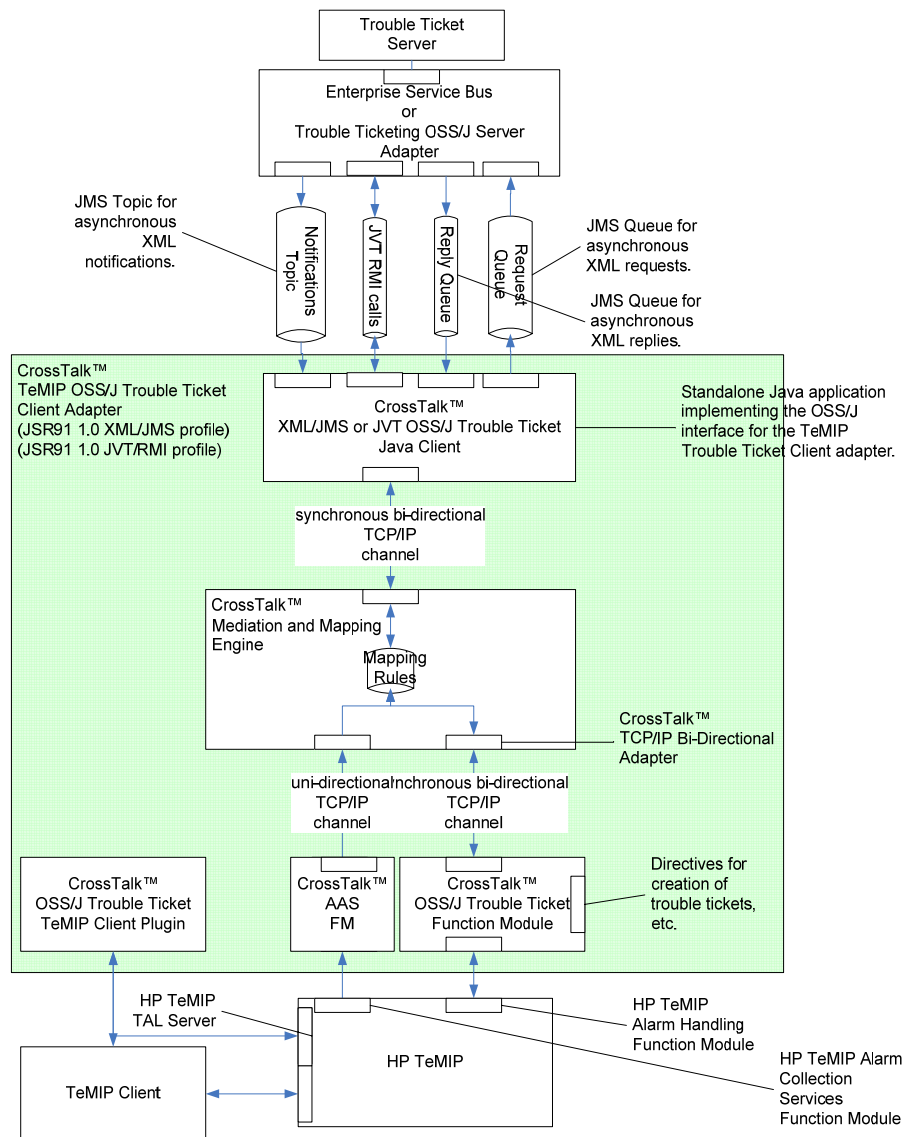 Trouble Ticket
Server
Enterprise Service Bus
or
Trouble Ticketing OSS/J Server
Adapter
JMS Topic for
asynchronous
XML
notifications.
Notifications
Topic
JVT RMI calls
Reply Queue
Request
Queue
JMS Queue for
asynchronous
XML requests.
JMS Queue for
asynchronous
XML replies.
CrossTalk™
TeMIP OSS/J Trouble Ticket
Client Adapter
(JSR91 1.0 XML/JMS profile)
(JSR91 1.0 JVT/RMI profile)
CrossTalk™
XML/JMS or JVT OSS/J Trouble Ticket
Java Client
Standalone Java application
implementing the OSS/J
interface for the TeMIP
Trouble Ticket Client adapter.
synchronous bi-directional
TCP/IP
channel
CrossTalk™
Mediation and Mapping
Engine
Mapping
Rules
CrossTalk™
TCP/IP Bi-Directional
Adapter
uni-directional
TCP/IP
channel
nchronous bi-directional
TCP/IP
channel
CrossTalk™
OSS/J Trouble Ticket
TeMIP Client Plugin
CrossTalk™
AAS
FM
CrossTalk™
OSS/J Trouble Ticket
Function Module
Directives for
creation of
trouble tickets,
etc.
HP TeMIP
TAL Server
HP TeMIP
HP TeMIP
Alarm Handling
Function Module
TeMIP Client
HP TeMIP Alarm
Collection
Services
Function Module